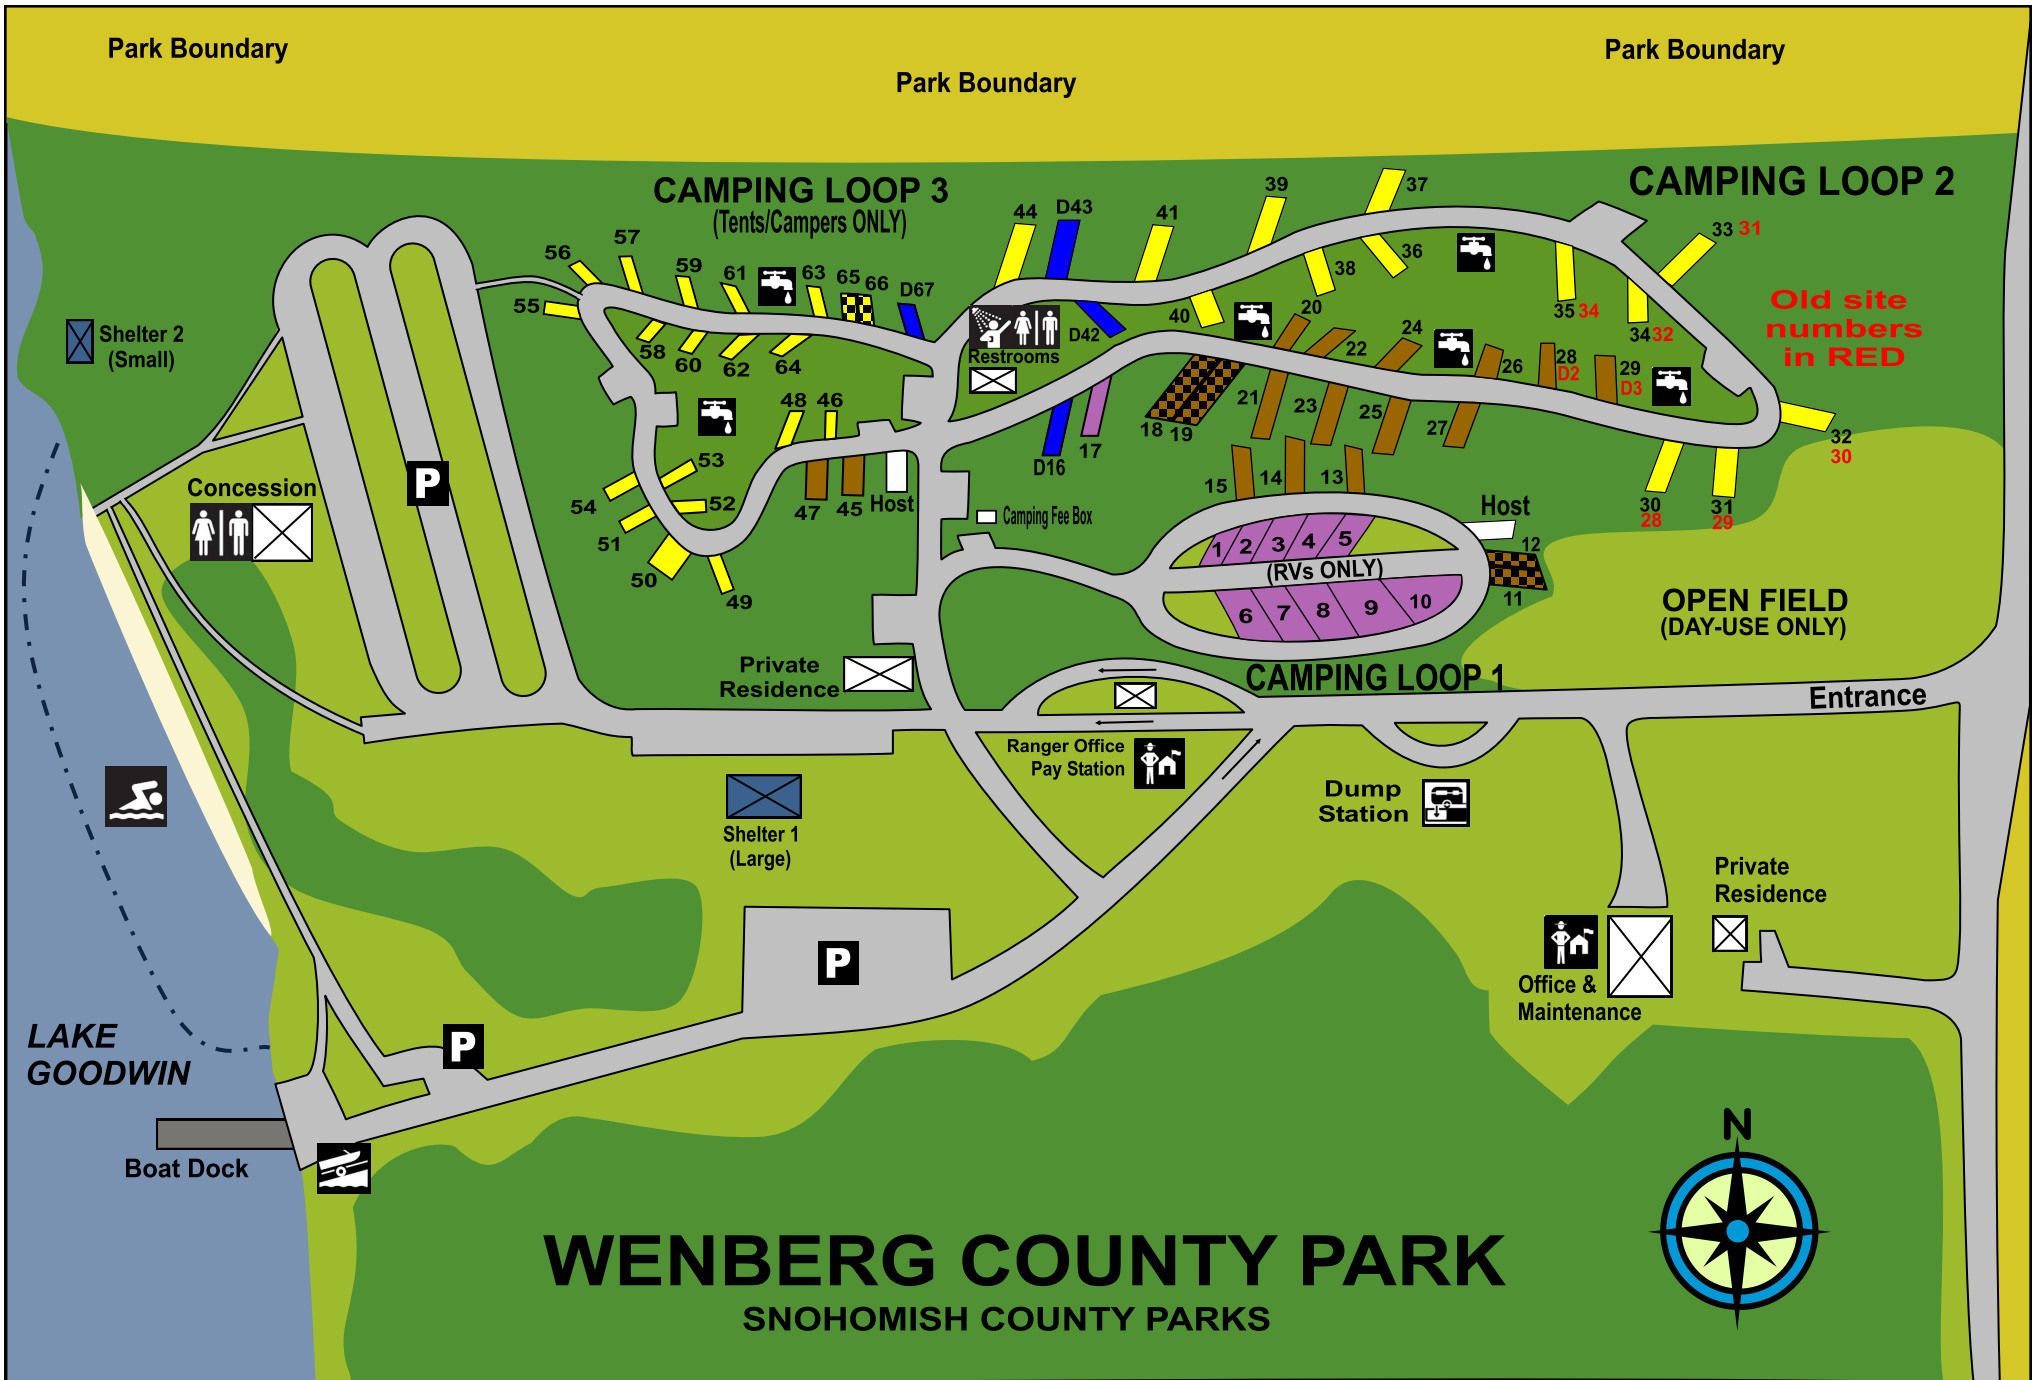 Park Boundary
Park Boundary
Park Boundary
CAMPING LOOP 3
(Tents/Campers ONLY)
CAMPING LOOP 2
56
57
59
61
63
65
66
D67
55
58
60
62
64
48
46
53
54
52
51
50
49
47
45
Host
44
D43
41
39
37
36
38
40
D42
Restrooms
20
22
24
26
28
D2
29
D3
33 31
35 34
34 32
Old site
numbers
in RED
32
30
30
28
31
29
18
19
21
23
25
27
17
D16
15
14
13
Host
12
11
1
2
3
4
5
(RVs ONLY)
6
7
8
9
10
CAMPING LOOP 1
Camping Fee Box
Shelter 2
(Small)
Concession
P
OPEN FIELD
(DAY-USE ONLY)
Private
Residence
Entrance
Ranger Office
Pay Station
Shelter 1
(Large)
Dump
Station
Private
Residence
P
Office &
Maintenance
P
LAKE
GOODWIN
Boat Dock
N
WENBERG COUNTY PARK
SNOHOMISH COUNTY PARKS